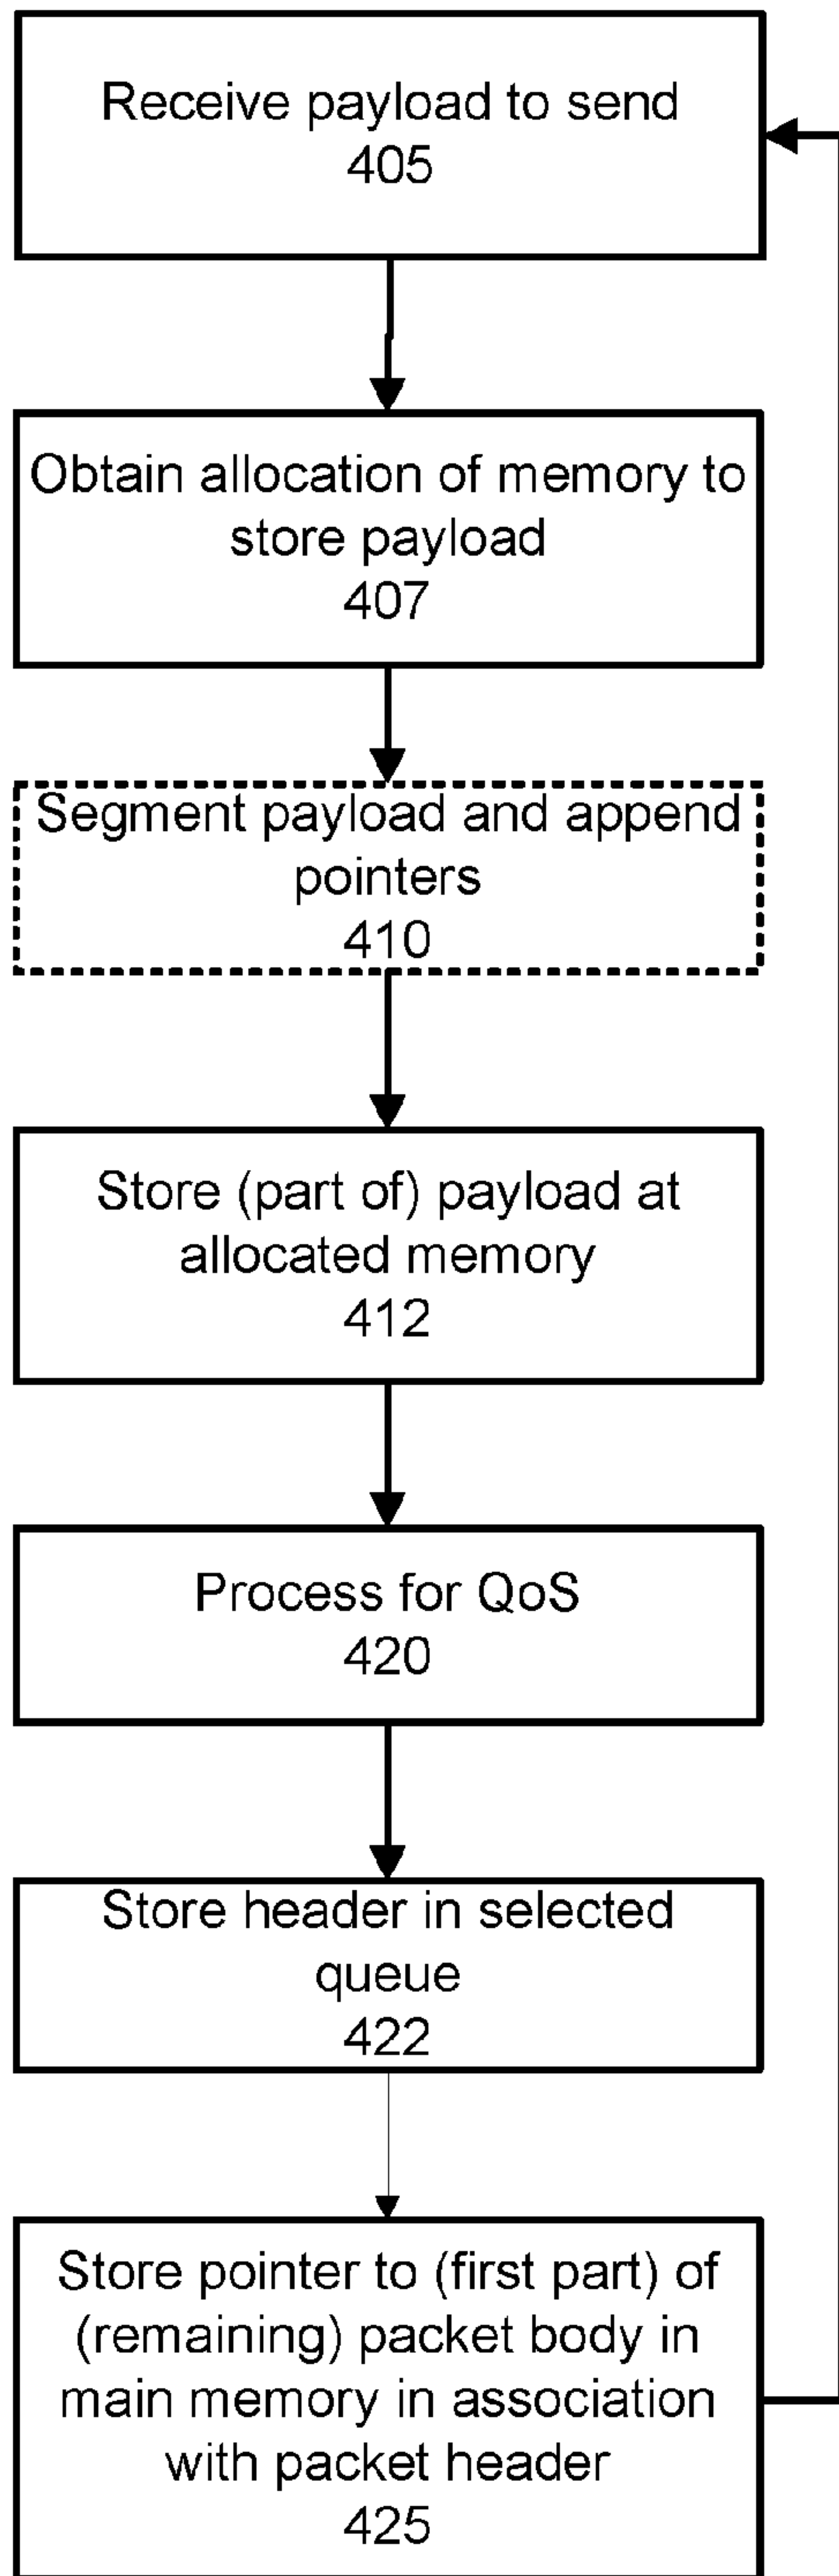 Receive payload to send
405
Obtain allocation of memory to
store payload
407
Segment payload and append
pointers
410
Store (part of) payload at
allocated memory
412
Process for QoS
420
Store header in selected
queue
422
Store pointer to (first part) of
(remaining) packet body in
main memory in association
with packet header
425